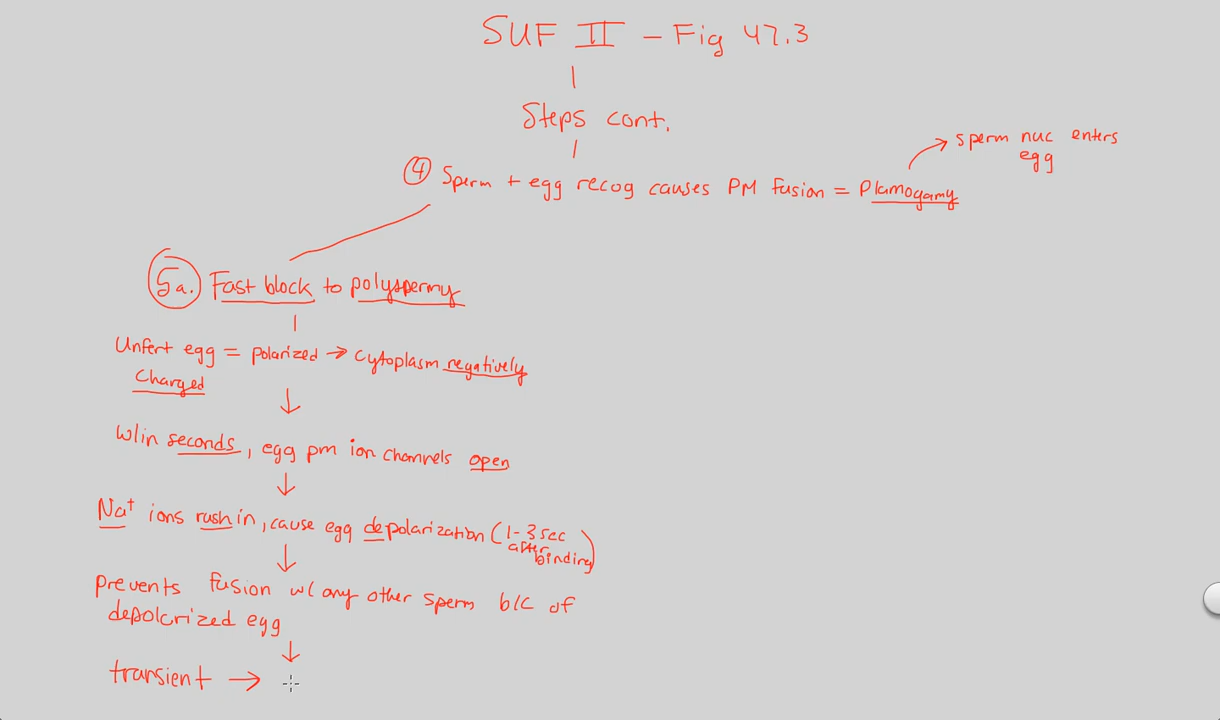 SUF II - Fig 47.3
Steps cont.
④ Sperm + egg recog causes PM fusion = Plamogamy
sperm nuc enters
egg
5a. Fast block to polyspermy
Unfert egg = polarized → cytoplasm negatively
Charged
W/in seconds, egg pm ion channels open
Na⁺ ions rush in, cause egg depolarization (1-3 sec
after
binding)
Prevents fusion w/ any other sperm b/c of
depolarized egg
transient →